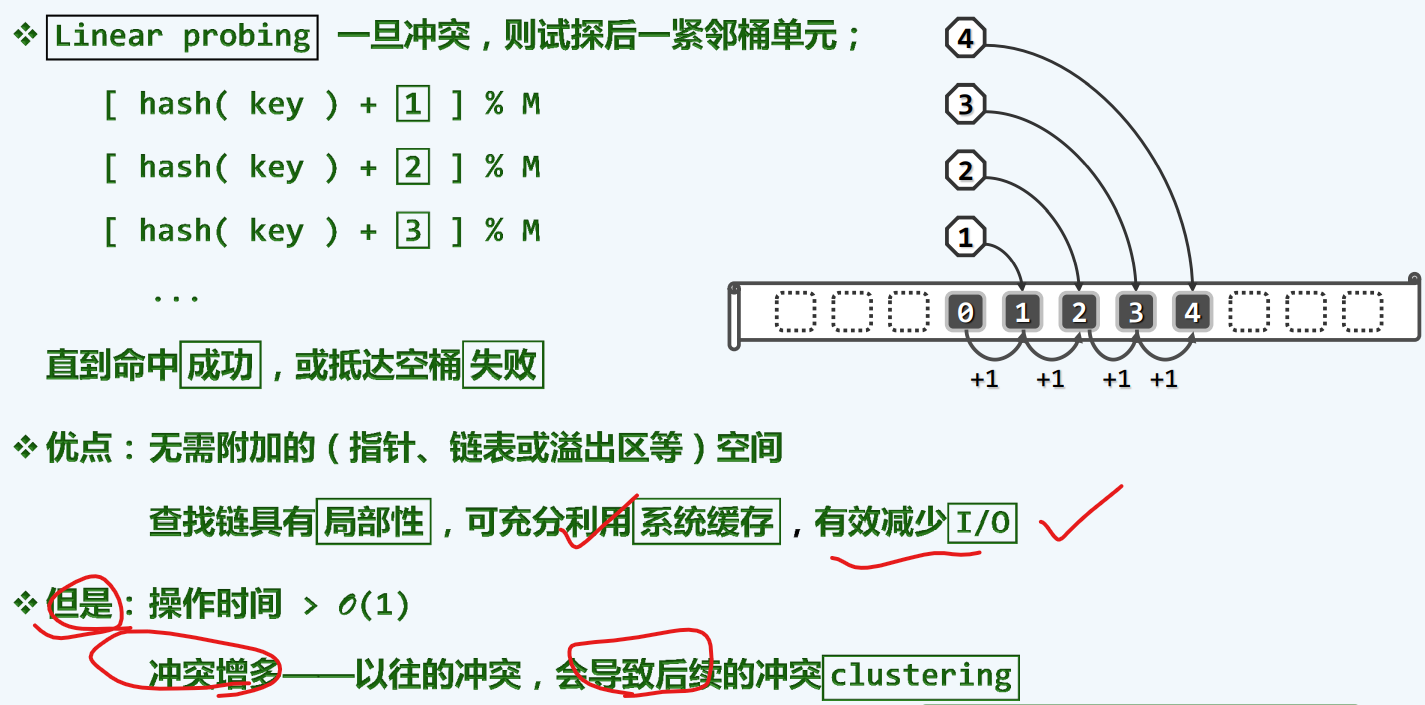 ❖ Linear probing 一旦冲突，则试探后一紧邻桶单元；
[ hash( key ) + 1 ] % M
[ hash( key ) + 2 ] % M
[ hash( key ) + 3 ] % M
...
直到命中成功，或抵达空桶失败
4
3
2
1
0 1 2 3 4
+1 +1 +1 +1
❖ 优点：无需附加的（指针、链表或溢出区等）空间
查找链具有局部性，可充分利用系统缓存，有效减少I/O
❖ 但是：操作时间 > O(1)
冲突增多——以往的冲突，会导致后续的冲突clustering